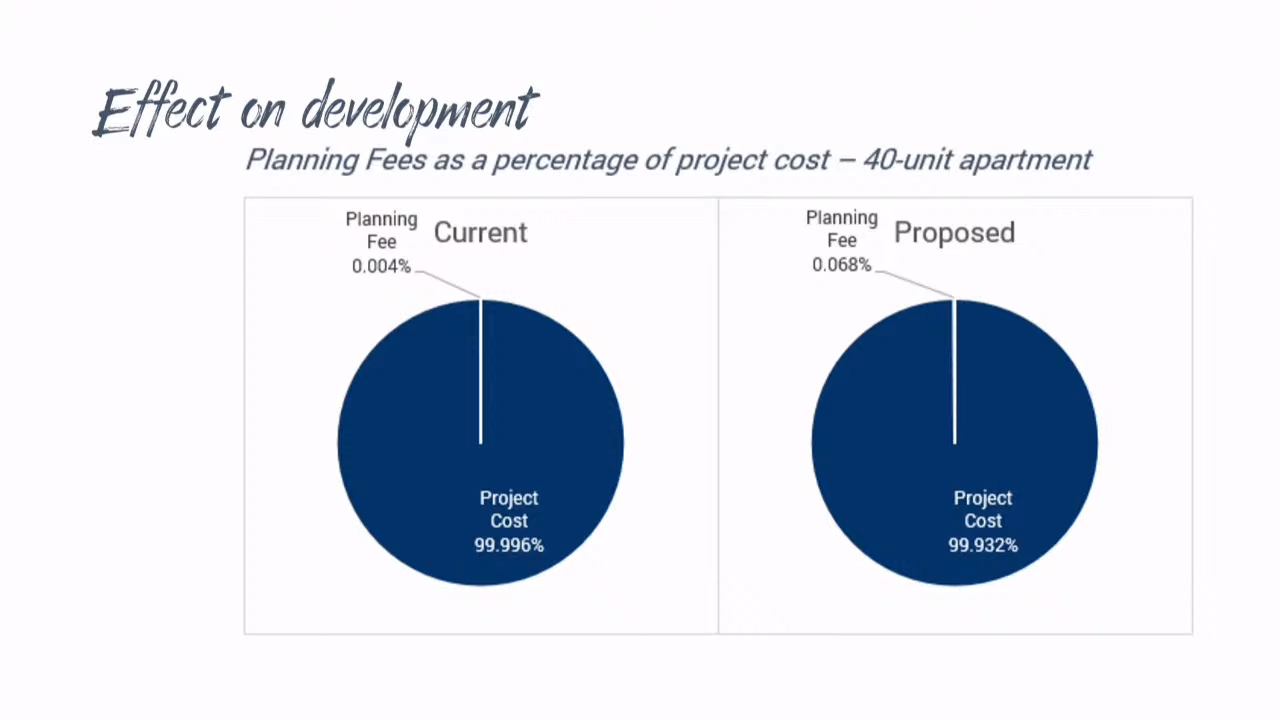 Effect on development
Planning Fees as a percentage of project cost – 40-unit apartment
Planning
Fee
0.004%
Current
Project
Cost
99.996%
Planning
Fee
0.068%
Proposed
Project
Cost
99.932%